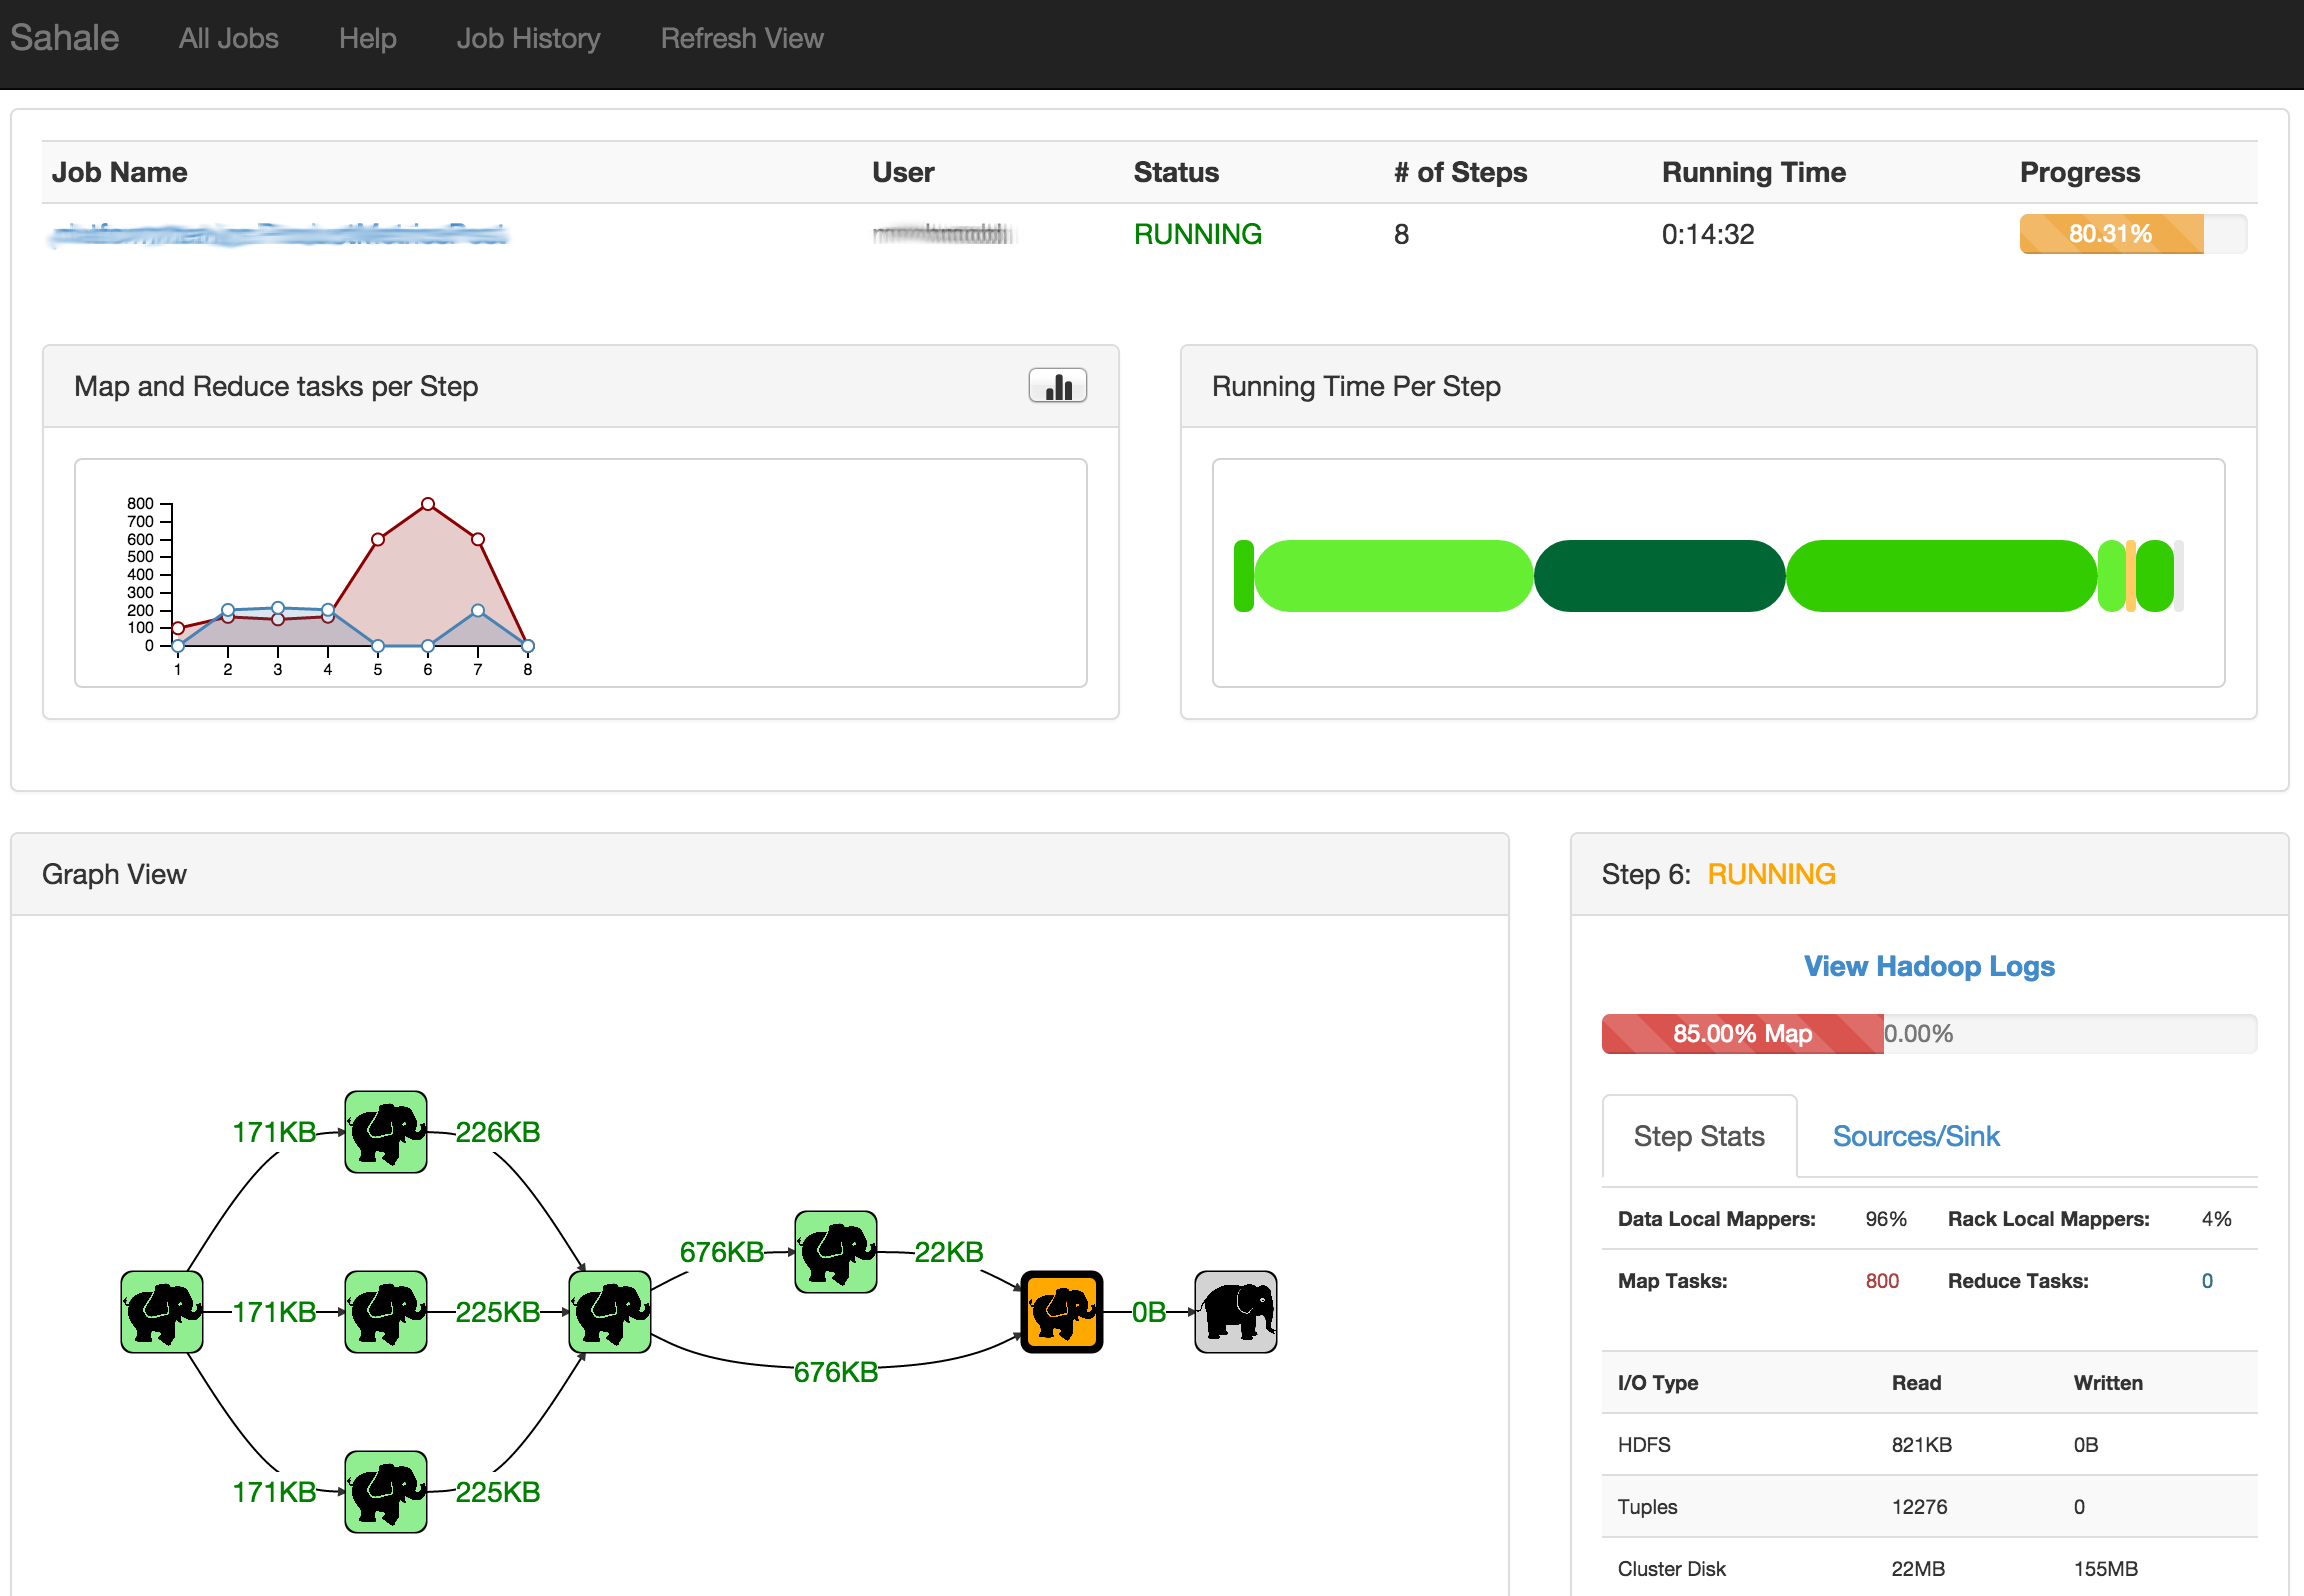 Sahale All Jobs Help Job History Refresh View
Job Name User Status # of Steps Running Time Progress
RUNNING 8 0:14:32 80.31%
Map and Reduce tasks per Step
Running Time Per Step
800
700
600
500
400
300
200
100
0
1 2 3 4 5 6 7 8
Graph View
171KB 226KB
676KB 22KB
171KB 225KB 0B
676KB
171KB 225KB
Step 6: RUNNING
View Hadoop Logs
85.00% Map 0.00%
Step Stats Sources/Sink
Data Local Mappers: 96% Rack Local Mappers: 4%
Map Tasks: 800 Reduce Tasks: 0
I/O Type Read Written
HDFS 821KB 0B
Tuples 12276 0
Cluster Disk 22MB 155MB